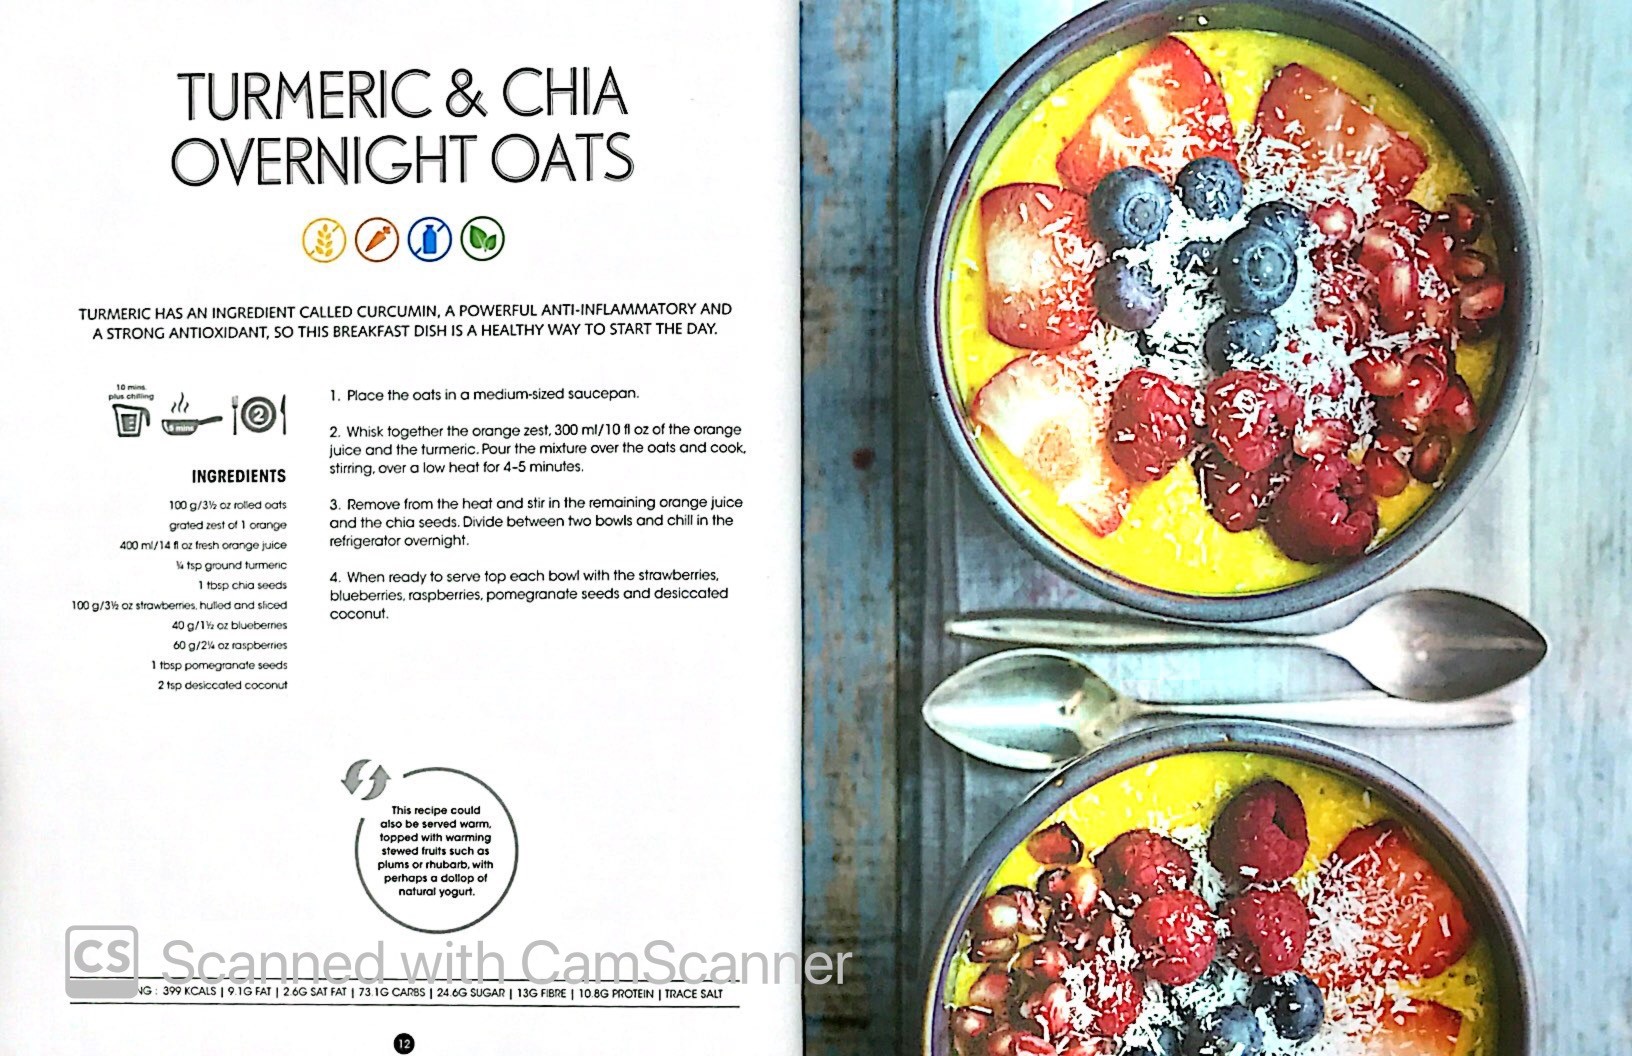 TURMERIC & CHIA
OVERNIGHT OATS
TURMERIC HAS AN INGREDIENT CALLED CURCUMIN, A POWERFUL ANTI-INFLAMMATORY AND
A STRONG ANTIOXIDANT, SO THIS BREAKFAST DISH IS A HEALTHY WAY TO START THE DAY.
10 mins
plus chilling
5 mins
2
INGREDIENTS
100 g/3½ oz rolled oats
grated zest of 1 orange
400 ml/14 fl oz fresh orange juice
¼ tsp ground turmeric
1 tbsp chia seeds
100 g/3½ oz strawberries, hulled and sliced
40 g/1½ oz blueberries
60 g/2¼ oz raspberries
1 tbsp pomegranate seeds
2 tsp desiccated coconut
1. Place the oats in a medium-sized saucepan.
2. Whisk together the orange zest, 300 ml/10 fl oz of the orange
juice and the turmeric. Pour the mixture over the oats and cook,
stirring, over a low heat for 4-5 minutes.
3. Remove from the heat and stir in the remaining orange juice
and the chia seeds. Divide between two bowls and chill in the
refrigerator overnight.
4. When ready to serve top each bowl with the strawberries,
blueberries, raspberries, pomegranate seeds and desiccated
coconut.
This recipe could
also be served warm,
topped with warming
stewed fruits such as
plums or rhubarb, with
perhaps a dollop of
natural yogurt.
CS Scanned with CamScanner
399 KCALS | 9.1G FAT | 2.6G SAT FAT | 73.1G CARBS | 24.6G SUGAR | 13G FIBRE | 10.8G PROTEIN | TRACE SALT
12